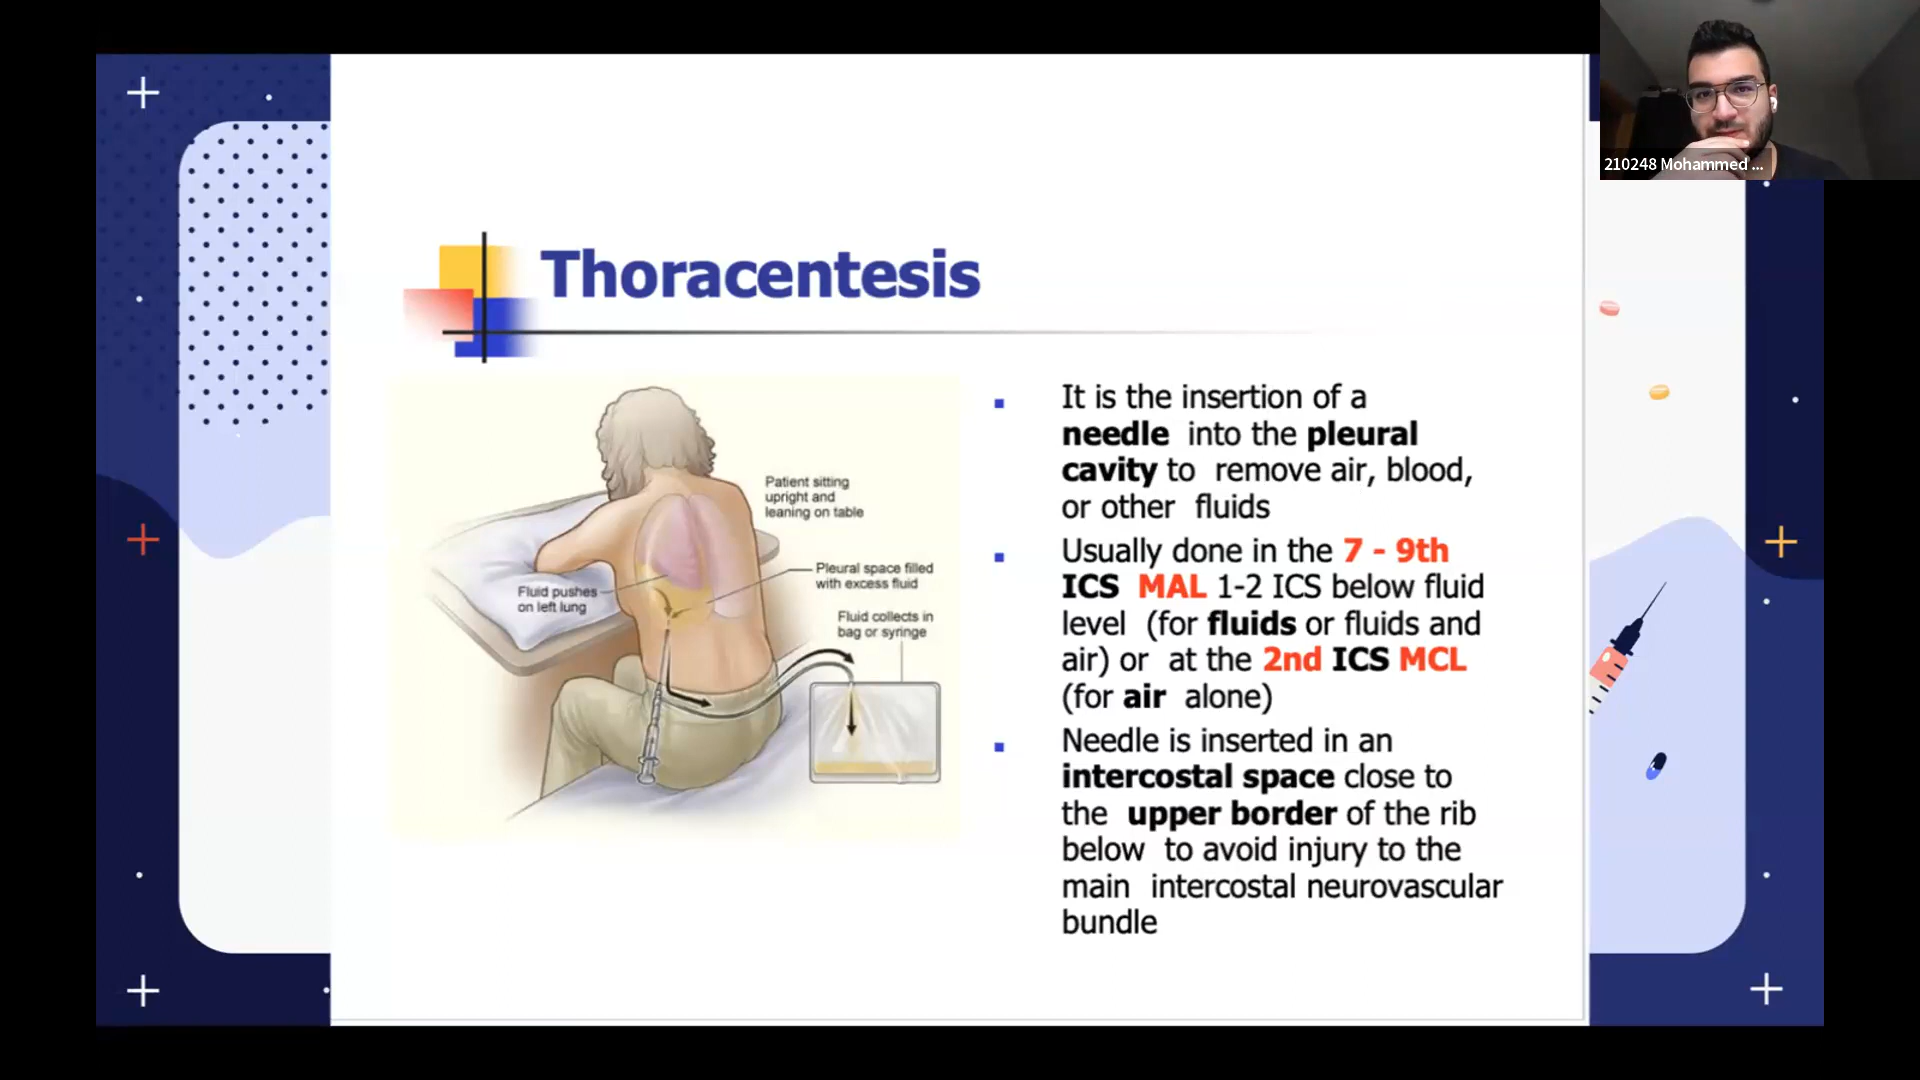 210248 Mohammed ...
Thoracentesis
Patient sitting
upright and
leaning on table
Pleural space filled
with excess fluid
Fluid pushes
on left lung
Fluid collects in
bag or syringe
It is the insertion of a
needle into the pleural
cavity to remove air, blood,
or other fluids
Usually done in the 7 - 9th
ICS MAL 1-2 ICS below fluid
level (for fluids or fluids and
air) or at the 2nd ICS MCL
(for air alone)
Needle is inserted in an
intercostal space close to
the upper border of the rib
below to avoid injury to the
main intercostal neurovascular
bundle